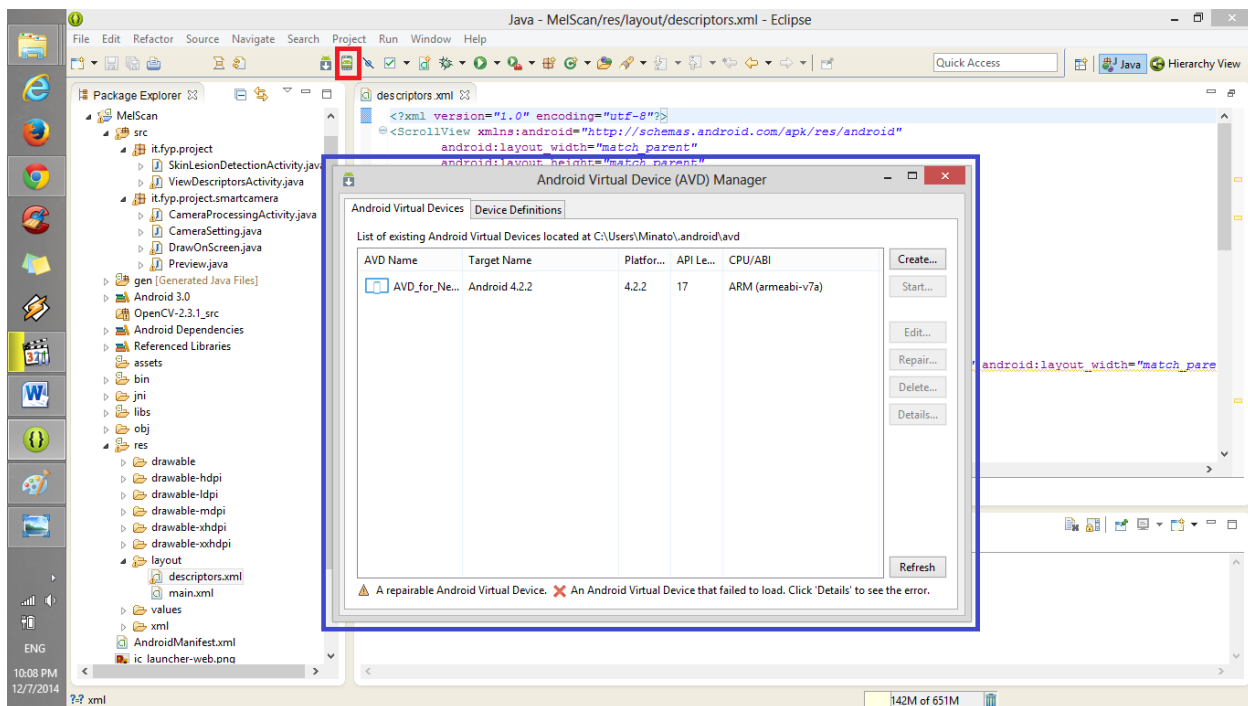 Java - MelScan/res/layout/descriptors.xml - Eclipse
File Edit Refactor Source Navigate Search Project Run Window Help
Quick Access
Java
Hierarchy View
Package Explorer
MelScan
src
it.fyp.project
SkinLesionDetectionActivity.java
ViewDescriptorsActivity.java
it.fyp.project.smartcamera
CameraProcessingActivity.java
CameraSetting.java
DrawOnScreen.java
Preview.java
gen [Generated Java Files]
Android 3.0
OpenCV-2.3.1_src
Android Dependencies
Referenced Libraries
assets
bin
jni
libs
obj
res
drawable
drawable-hdpi
drawable-ldpi
drawable-mdpi
drawable-xhdpi
drawable-xxhdpi
layout
descriptors.xml
main.xml
values
xml
AndroidManifest.xml
ic_launcher-web.png
descriptors.xml
<?xml version="1.0" encoding="utf-8"?>
<ScrollView xmlns:android="http://schemas.android.com/apk/res/android"
android:layout_width="match_parent"
android:layout_height="match_parent"
android:layout_width="match_pare
Android Virtual Device (AVD) Manager
Android Virtual Devices Device Definitions
List of existing Android Virtual Devices located at C:\Users\Minato\.android\avd
AVD Name Target Name Platfor... API Le... CPU/ABI
AVD_for_Ne... Android 4.2.2 4.2.2 17 ARM (armeabi-v7a)
Create...
Start...
Edit...
Repair...
Delete...
Details...
Refresh
A repairable Android Virtual Device. An Android Virtual Device that failed to load. Click 'Details' to see the error.
321
W
ENG
10:08 PM
12/7/2014
?-? xml
142M of 651M